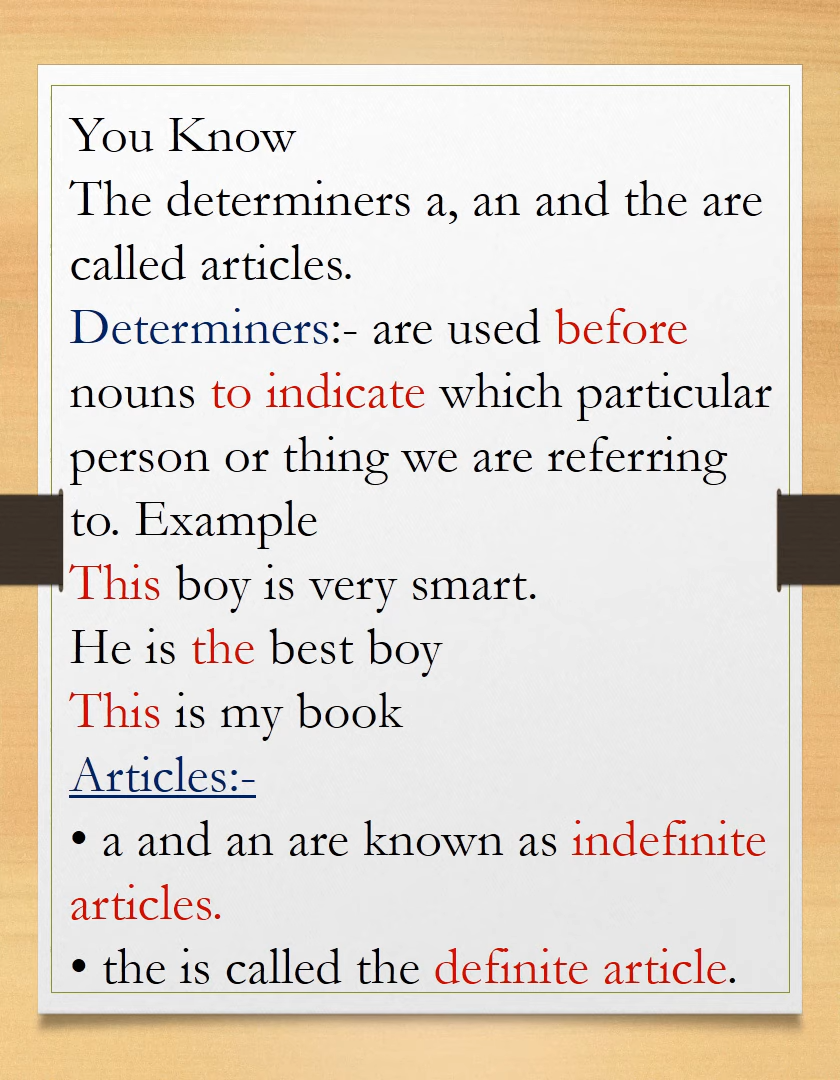 You Know
The determiners a, an and the are
called articles.
Determiners:- are used before
nouns to indicate which particular
person or thing we are referring
to. Example
This boy is very smart.
He is the best boy
This is my book
Articles:-
• a and an are known as indefinite
articles.
• the is called the definite article.